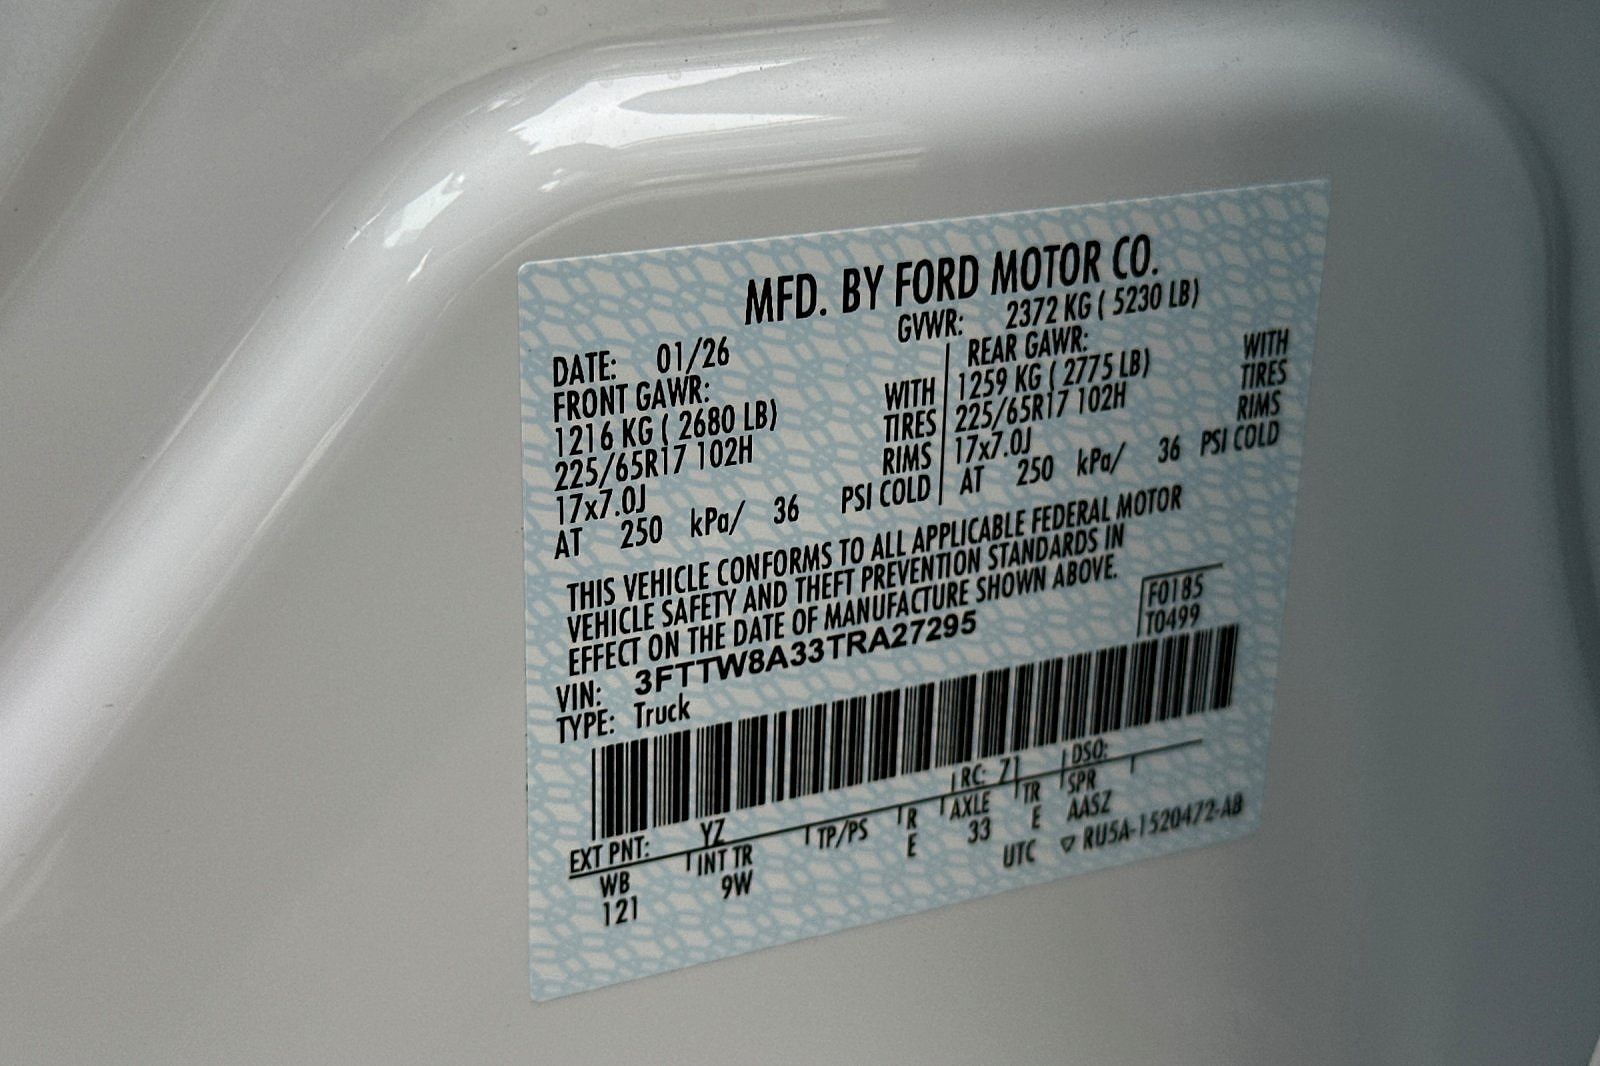 MFD. BY FORD MOTOR CO.
DATE: 01/26
GVWR: 2372 KG ( 5230 LB)
FRONT GAWR:
1216 KG ( 2680 LB) WITH
225/65R17 102H TIRES
17x7.0J RIMS
AT 250 kPa/ 36 PSI COLD
REAR GAWR:
1259 KG ( 2775 LB) WITH
225/65R17 102H TIRES
17x7.0J RIMS
AT 250 kPa/ 36 PSI COLD
THIS VEHICLE CONFORMS TO ALL APPLICABLE FEDERAL MOTOR
VEHICLE SAFETY AND THEFT PREVENTION STANDARDS IN
EFFECT ON THE DATE OF MANUFACTURE SHOWN ABOVE.
F0185
T0499
VIN: 3FTTW8A33TRA27295
TYPE: Truck
EXT PNT: YZ RC: 71 DSO:
WB INT TR TP/PS R AXLE TR SPR
121 9W E 33 E AASZ
UTC ▽ RU5A-1520472-AB